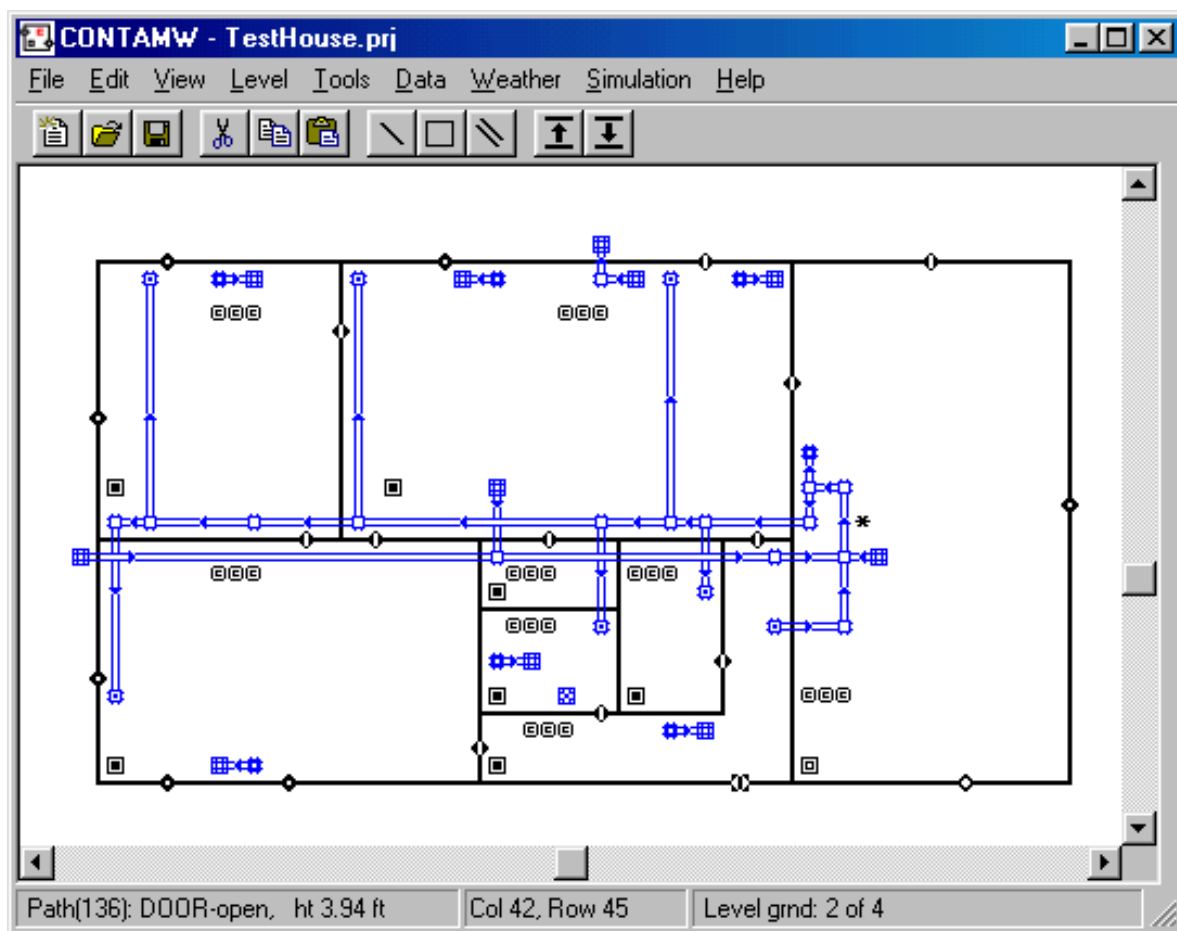 CONTAMW - TestHouse.prj
File Edit View Level Tools Data Weather Simulation Help
©©©
©©©
©©©
©©©
©©©
©©©
©©©
©©©
Path(136): DOOR-open, ht 3.94 ft
Col 42, Row 45
Level grnd: 2 of 4